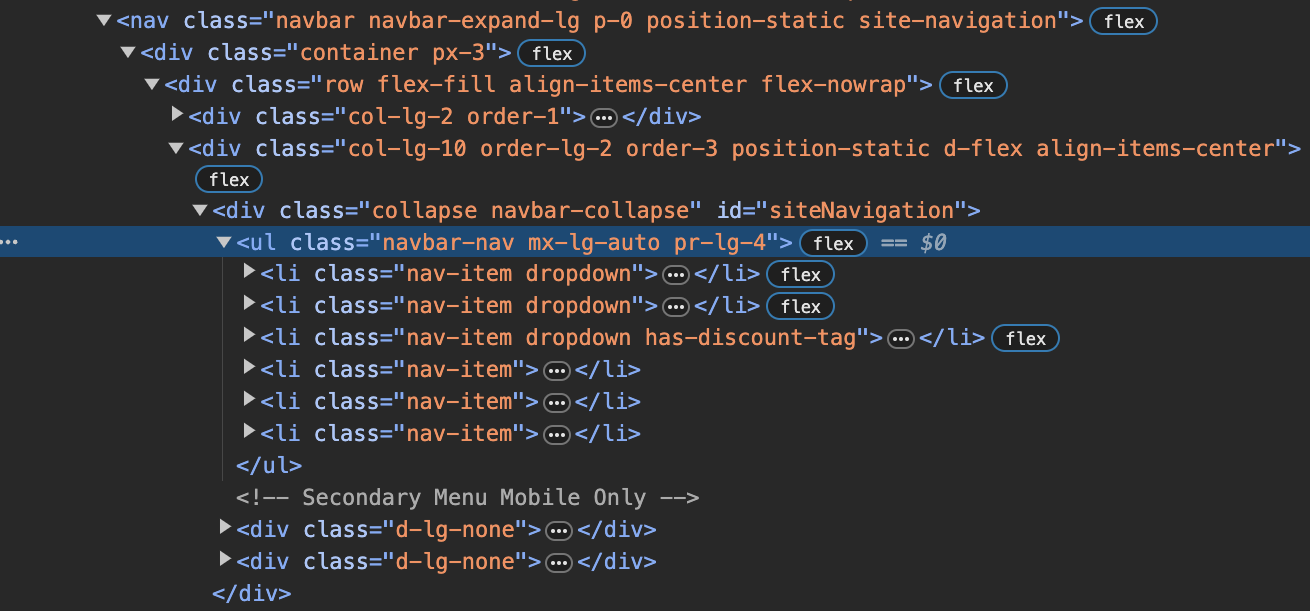 <nav class="navbar navbar-expand-lg p-0 position-static site-navigation"> flex
<div class="container px-3"> flex
<div class="row flex-fill align-items-center flex-nowrap"> flex
<div class="col-lg-2 order-1">…</div>
<div class="col-lg-10 order-lg-2 order-3 position-static d-flex align-items-center">
flex
<div class="collapse navbar-collapse" id="siteNavigation">
<ul class="navbar-nav mx-lg-auto pr-lg-4"> flex == $0
<li class="nav-item dropdown">…</li> flex
<li class="nav-item dropdown">…</li> flex
<li class="nav-item dropdown has-discount-tag">…</li> flex
<li class="nav-item">…</li>
<li class="nav-item">…</li>
<li class="nav-item">…</li>
</ul>
<!-- Secondary Menu Mobile Only -->
<div class="d-lg-none">…</div>
<div class="d-lg-none">…</div>
</div>